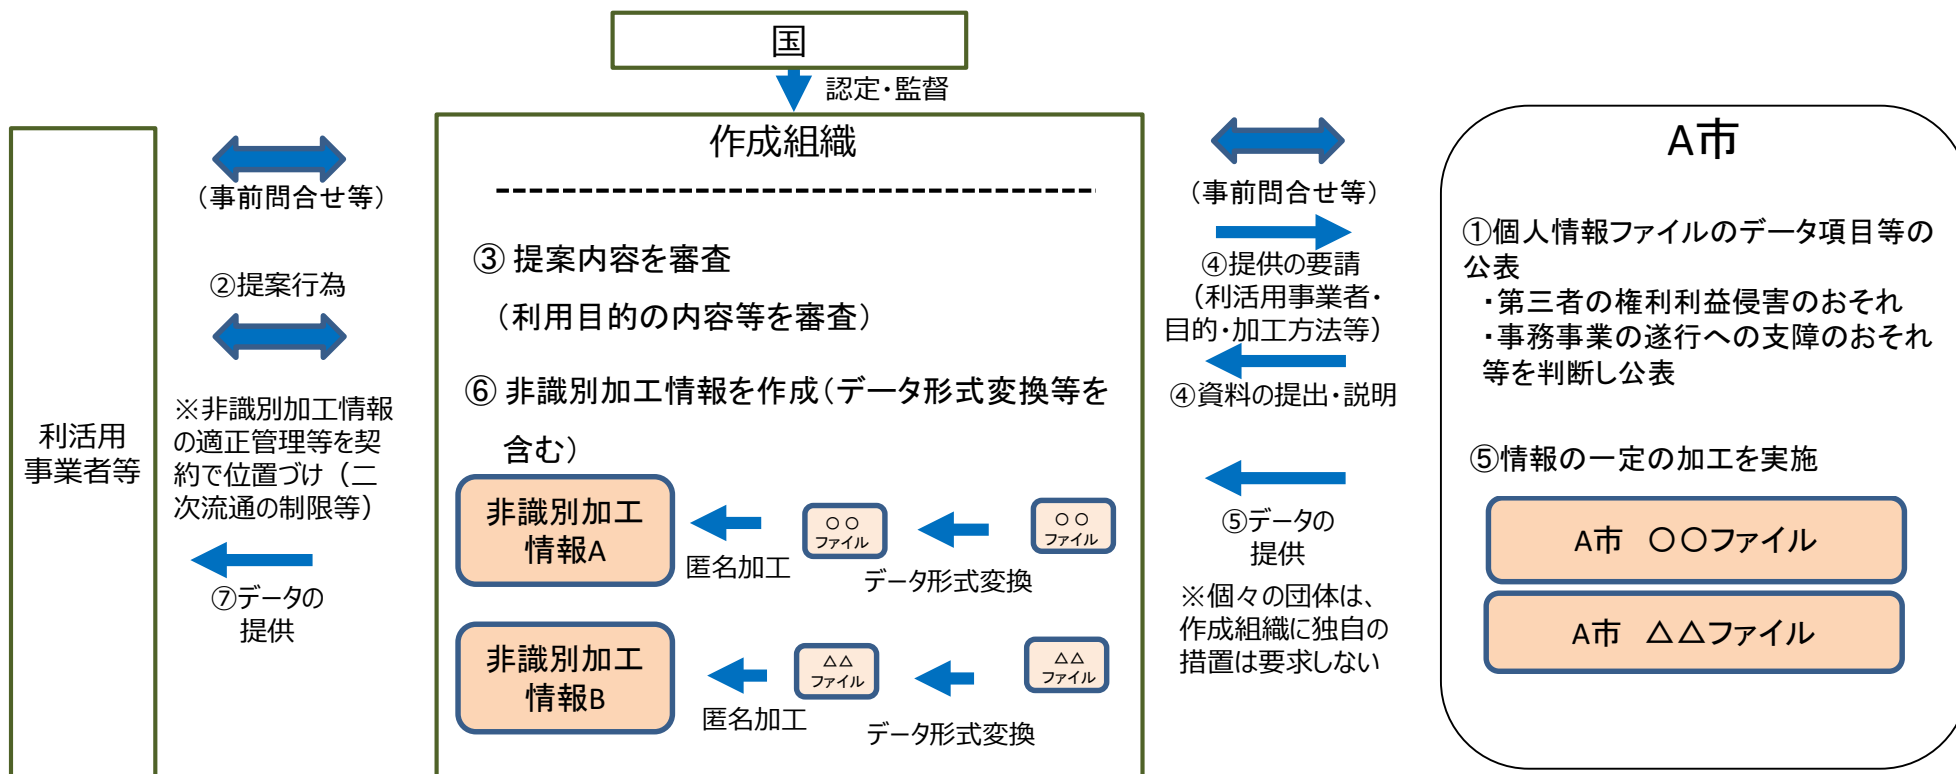 国
認定・監督
利活用
事業者等
(事前問合せ等)
②提案行為
※非識別加工情報
の適正管理等を契
約で位置づけ（二
次流通の制限等）
⑦データの
提供
作成組織
③ 提案内容を審査
（利用目的の内容等を審査）
⑥ 非識別加工情報を作成（データ形式変換等を
含む）
非識別加工
情報A
匿名加工
○○
ファイル
データ形式変換
○○
ファイル
非識別加工
情報B
匿名加工
△△
ファイル
データ形式変換
△△
ファイル
(事前問合せ等)
④提供の要請
（利活用事業者・
目的・加工方法等）
④資料の提出・説明
⑤データの
提供
※個々の団体は、
作成組織に独自の
措置は要求しない
A市
①個人情報ファイルのデータ項目等の
公表
・第三者の権利利益侵害のおそれ
・事務事業の遂行への支障のおそれ
等を判断し公表
⑤情報の一定の加工を実施
A市　○○ファイル
A市　△△ファイル